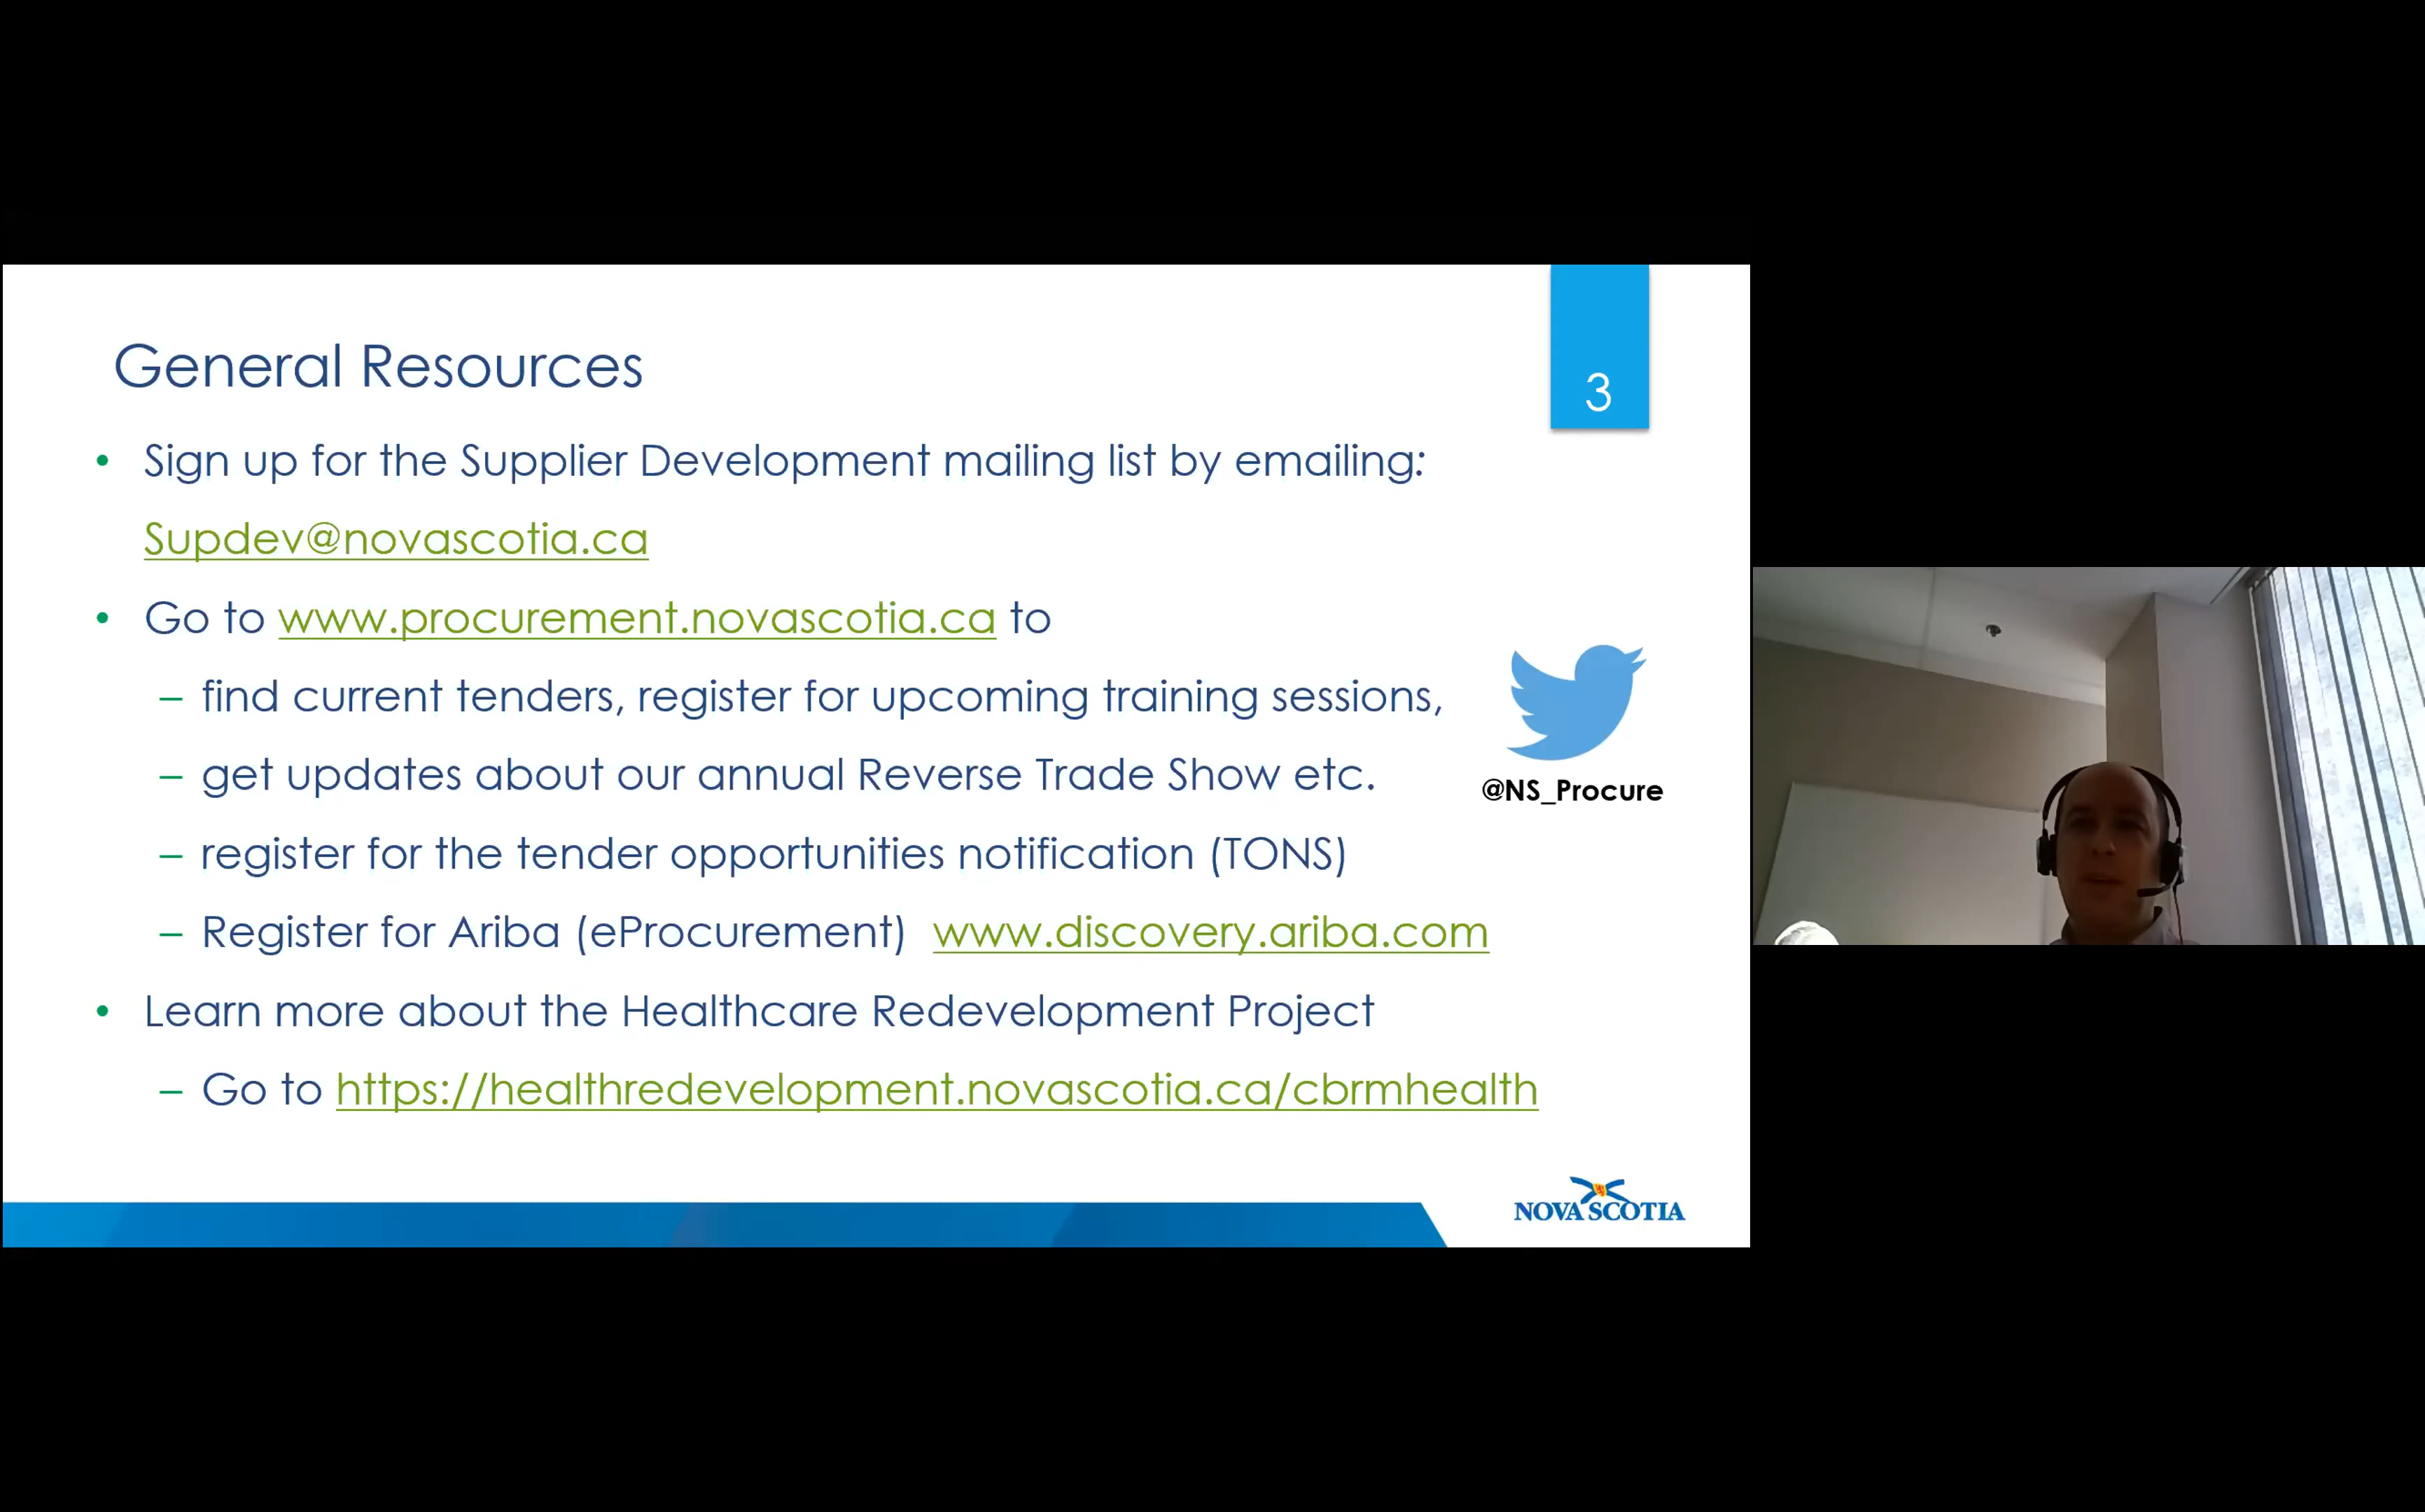 General Resources
3
• Sign up for the Supplier Development mailing list by emailing:
Supdev@novascotia.ca
• Go to www.procurement.novascotia.ca to
– find current tenders, register for upcoming training sessions,
– get updates about our annual Reverse Trade Show etc.
– register for the tender opportunities notification (TONS)
– Register for Ariba (eProcurement) www.discovery.ariba.com
• Learn more about the Healthcare Redevelopment Project
– Go to https://healthredevelopment.novascotia.ca/cbrmhealth
@NS_Procure
NOVA SCOTIA